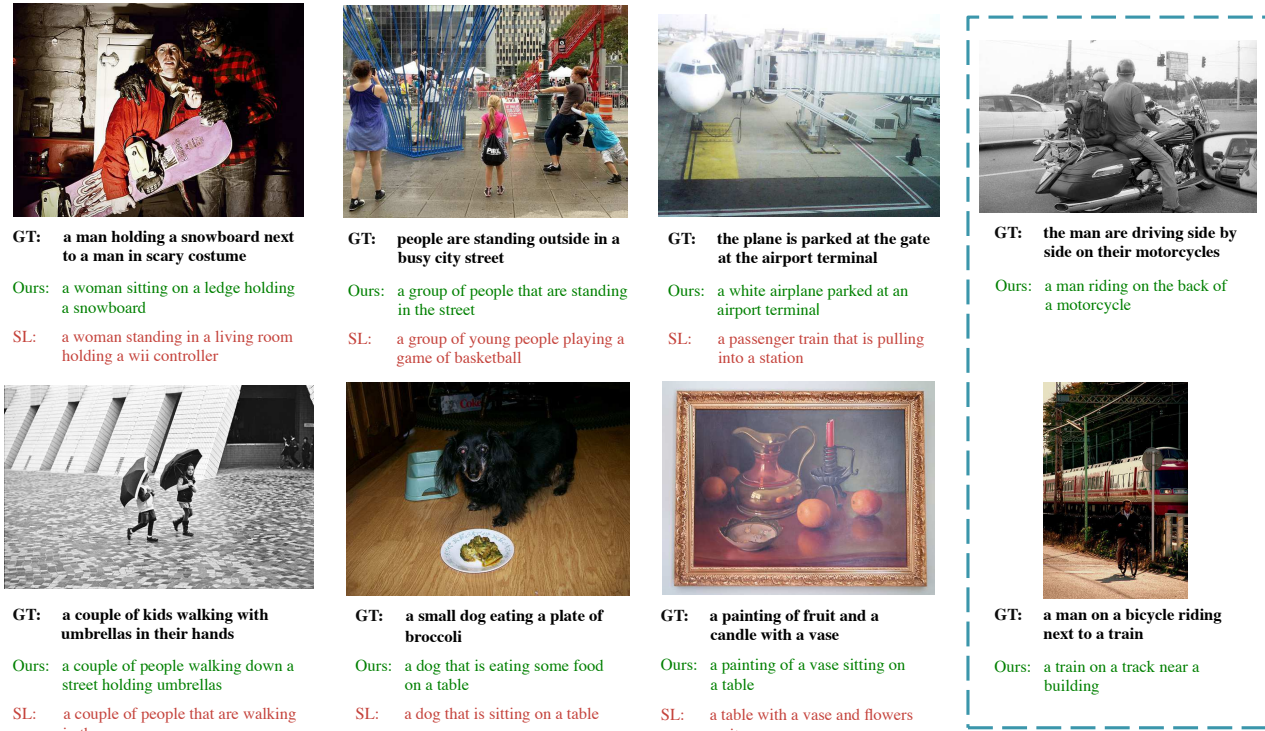 GT: a man holding a snowboard next
to a man in scary costume
Ours: a woman sitting on a ledge holding
a snowboard
SL: a woman standing in a living room
holding a wii controller
GT: people are standing outside in a
busy city street
Ours: a group of people that are standing
in the street
SL: a group of young people playing a
game of basketball
GT: the plane is parked at the gate
at the airport terminal
Ours: a white airplane parked at an
airport terminal
SL: a passenger train that is pulling
into a station
GT: the man are driving side by
side on their motorcycles
Ours: a man riding on the back of
a motorcycle
GT: a couple of kids walking with
umbrellas in their hands
Ours: a couple of people walking down a
street holding umbrellas
SL: a couple of people that are walking
GT: a small dog eating a plate of
broccoli
Ours: a dog that is eating some food
on a table
SL: a dog that is sitting on a table
GT: a painting of fruit and a
candle with a vase
Ours: a painting of a vase sitting on
a table
SL: a table with a vase and flowers
GT: a man on a bicycle riding
next to a train
Ours: a train on a track near a
building